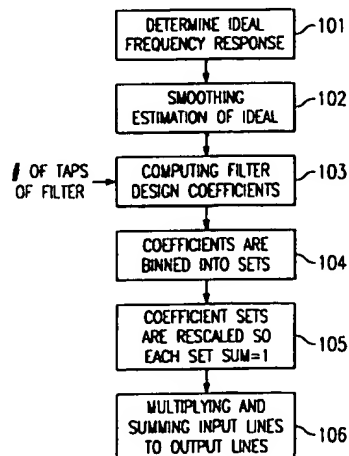 DETERMINE IDEAL
FREQUENCY RESPONSE
101
SMOOTHING
ESTIMATION OF IDEAL
102
# OF TAPS
OF FILTER
COMPUTING FILTER
DESIGN COEFFICIENTS
103
COEFFICIENTS ARE
BINNED INTO SETS
104
COEFFICIENT SETS
ARE RESCALED SO
EACH SET SUM=1
105
MULTIPLYING AND
SUMMING INPUT LINES
TO OUTPUT LINES
106